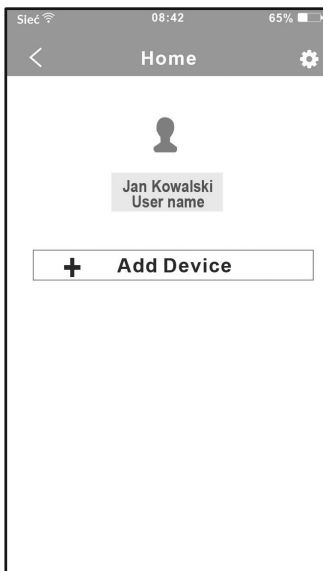 Sieć 08:42 65%
Home
Jan Kowalski
User name
+ Add Device